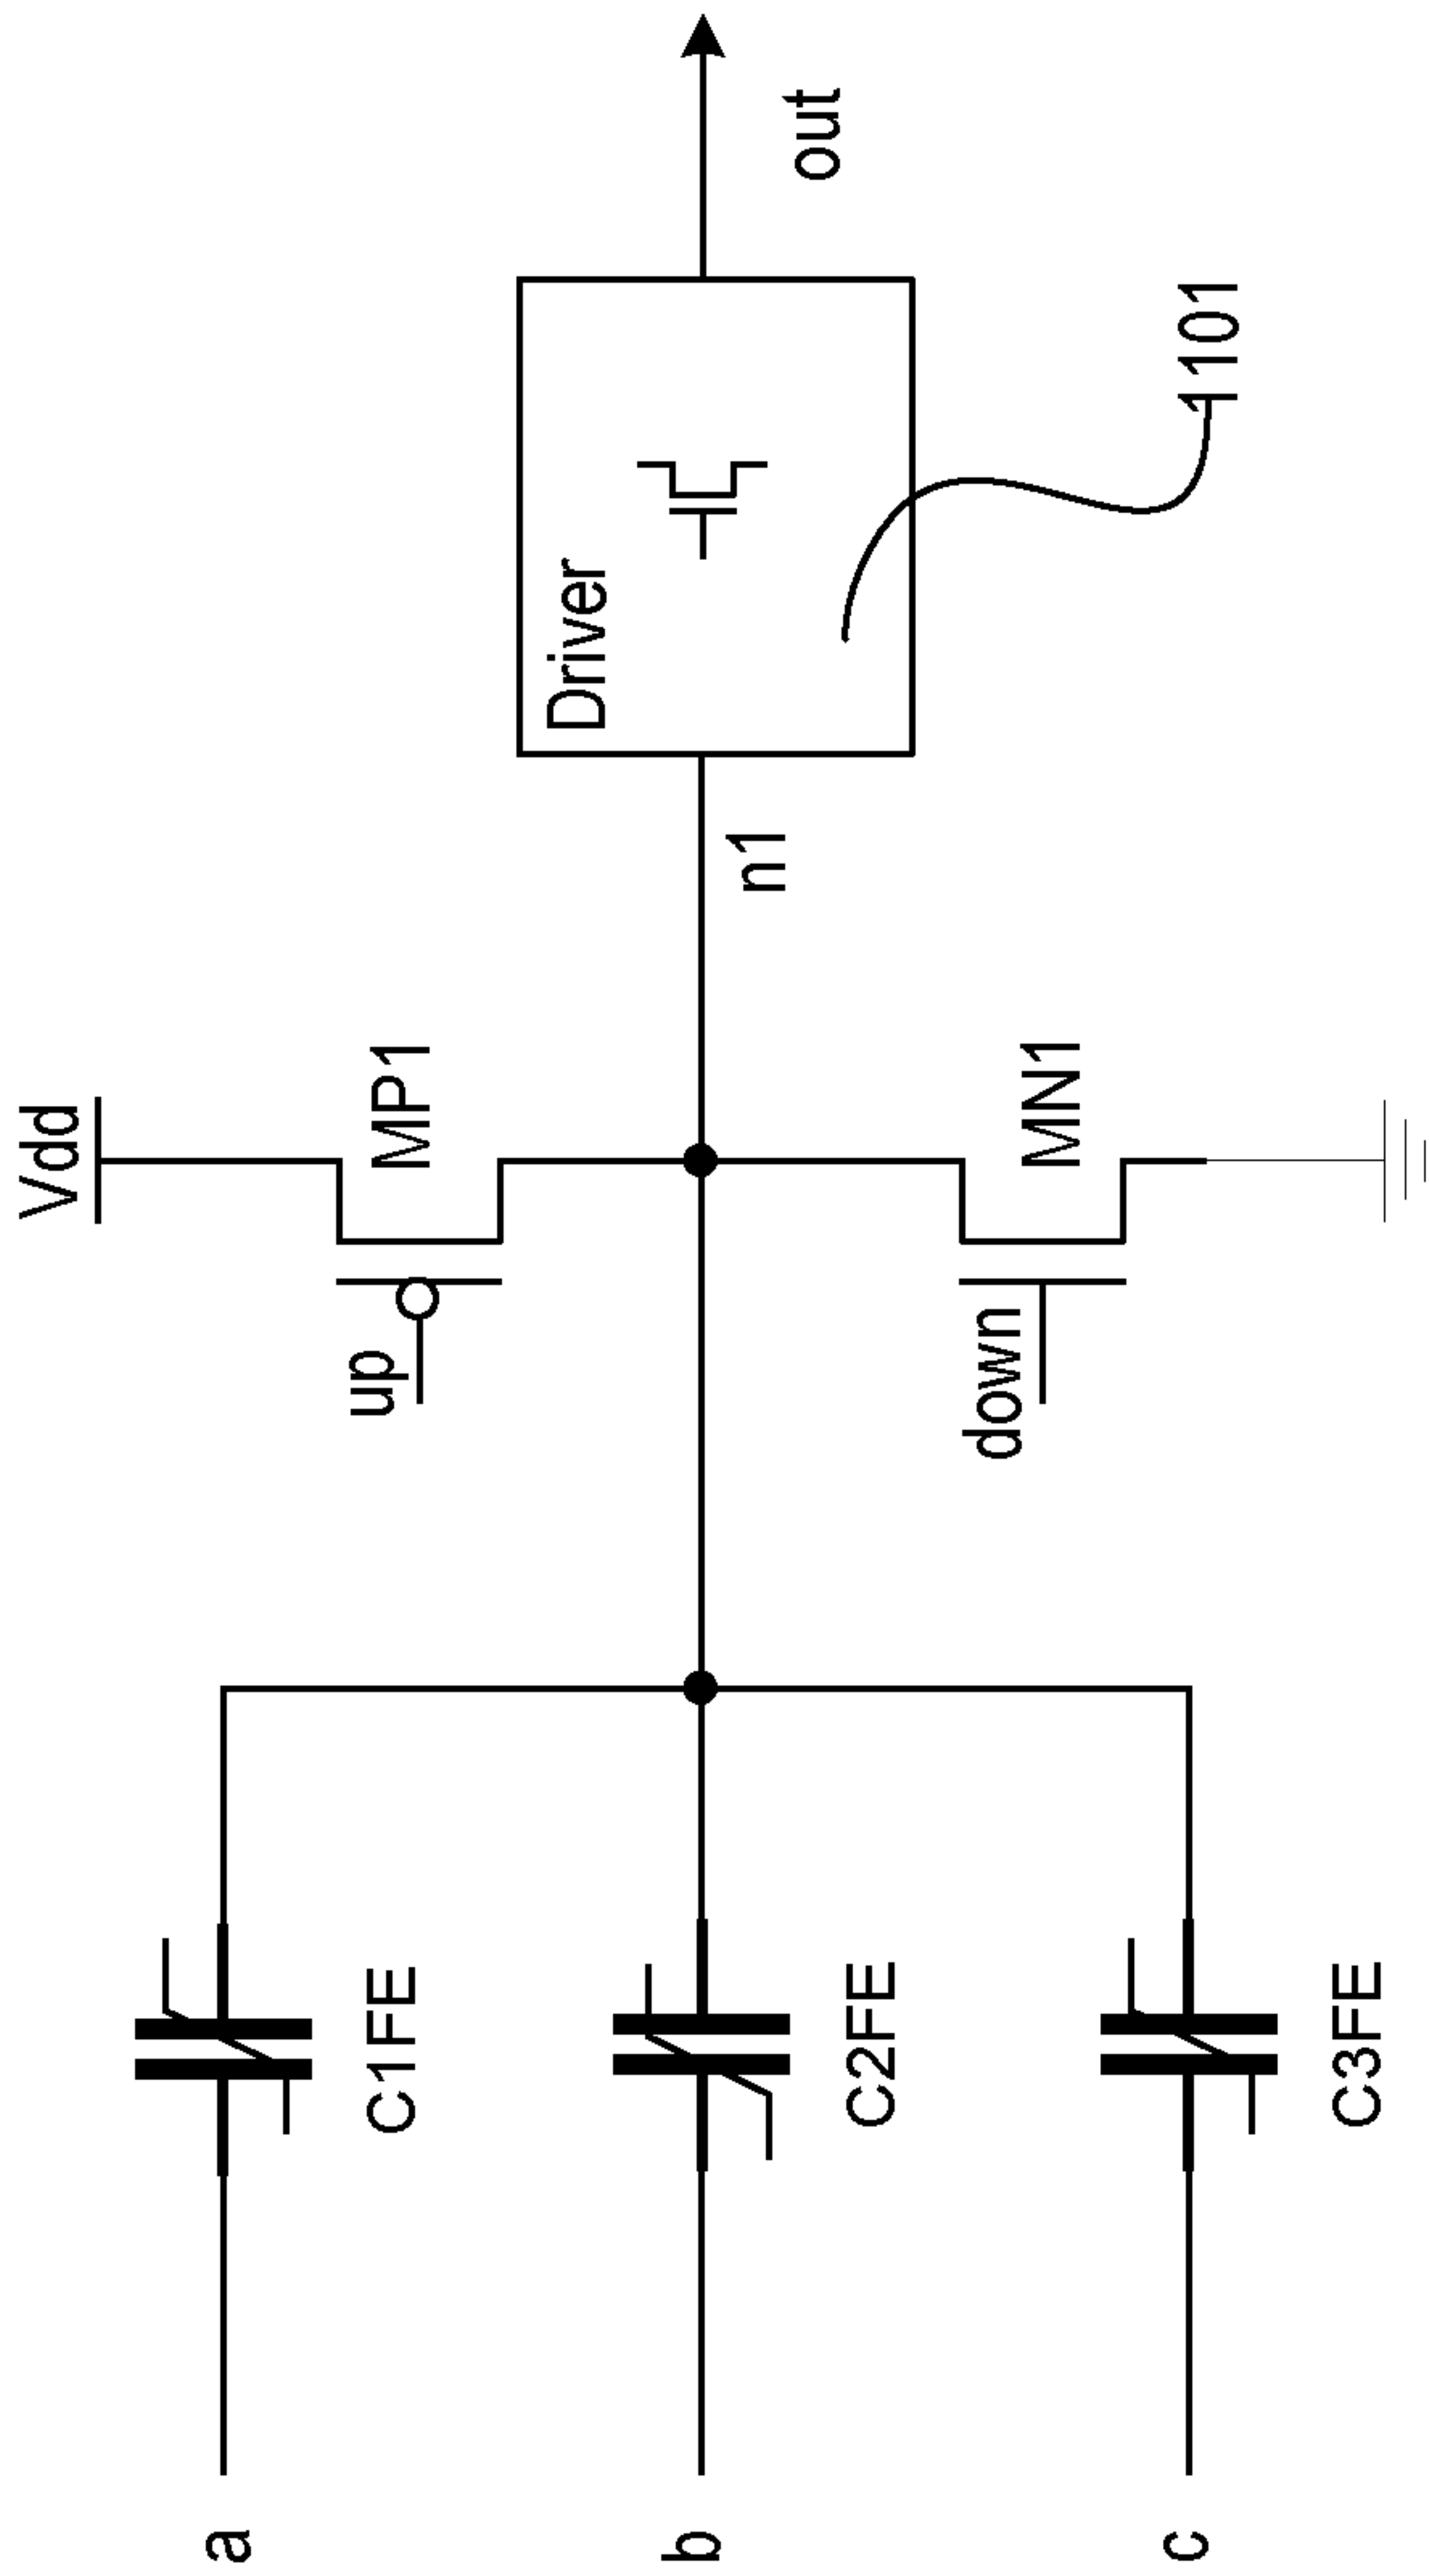 Vdd
MP1
up
a
C1FE
Driver
out
n1
b
C2FE
MN1
down
1101
c
C3FE